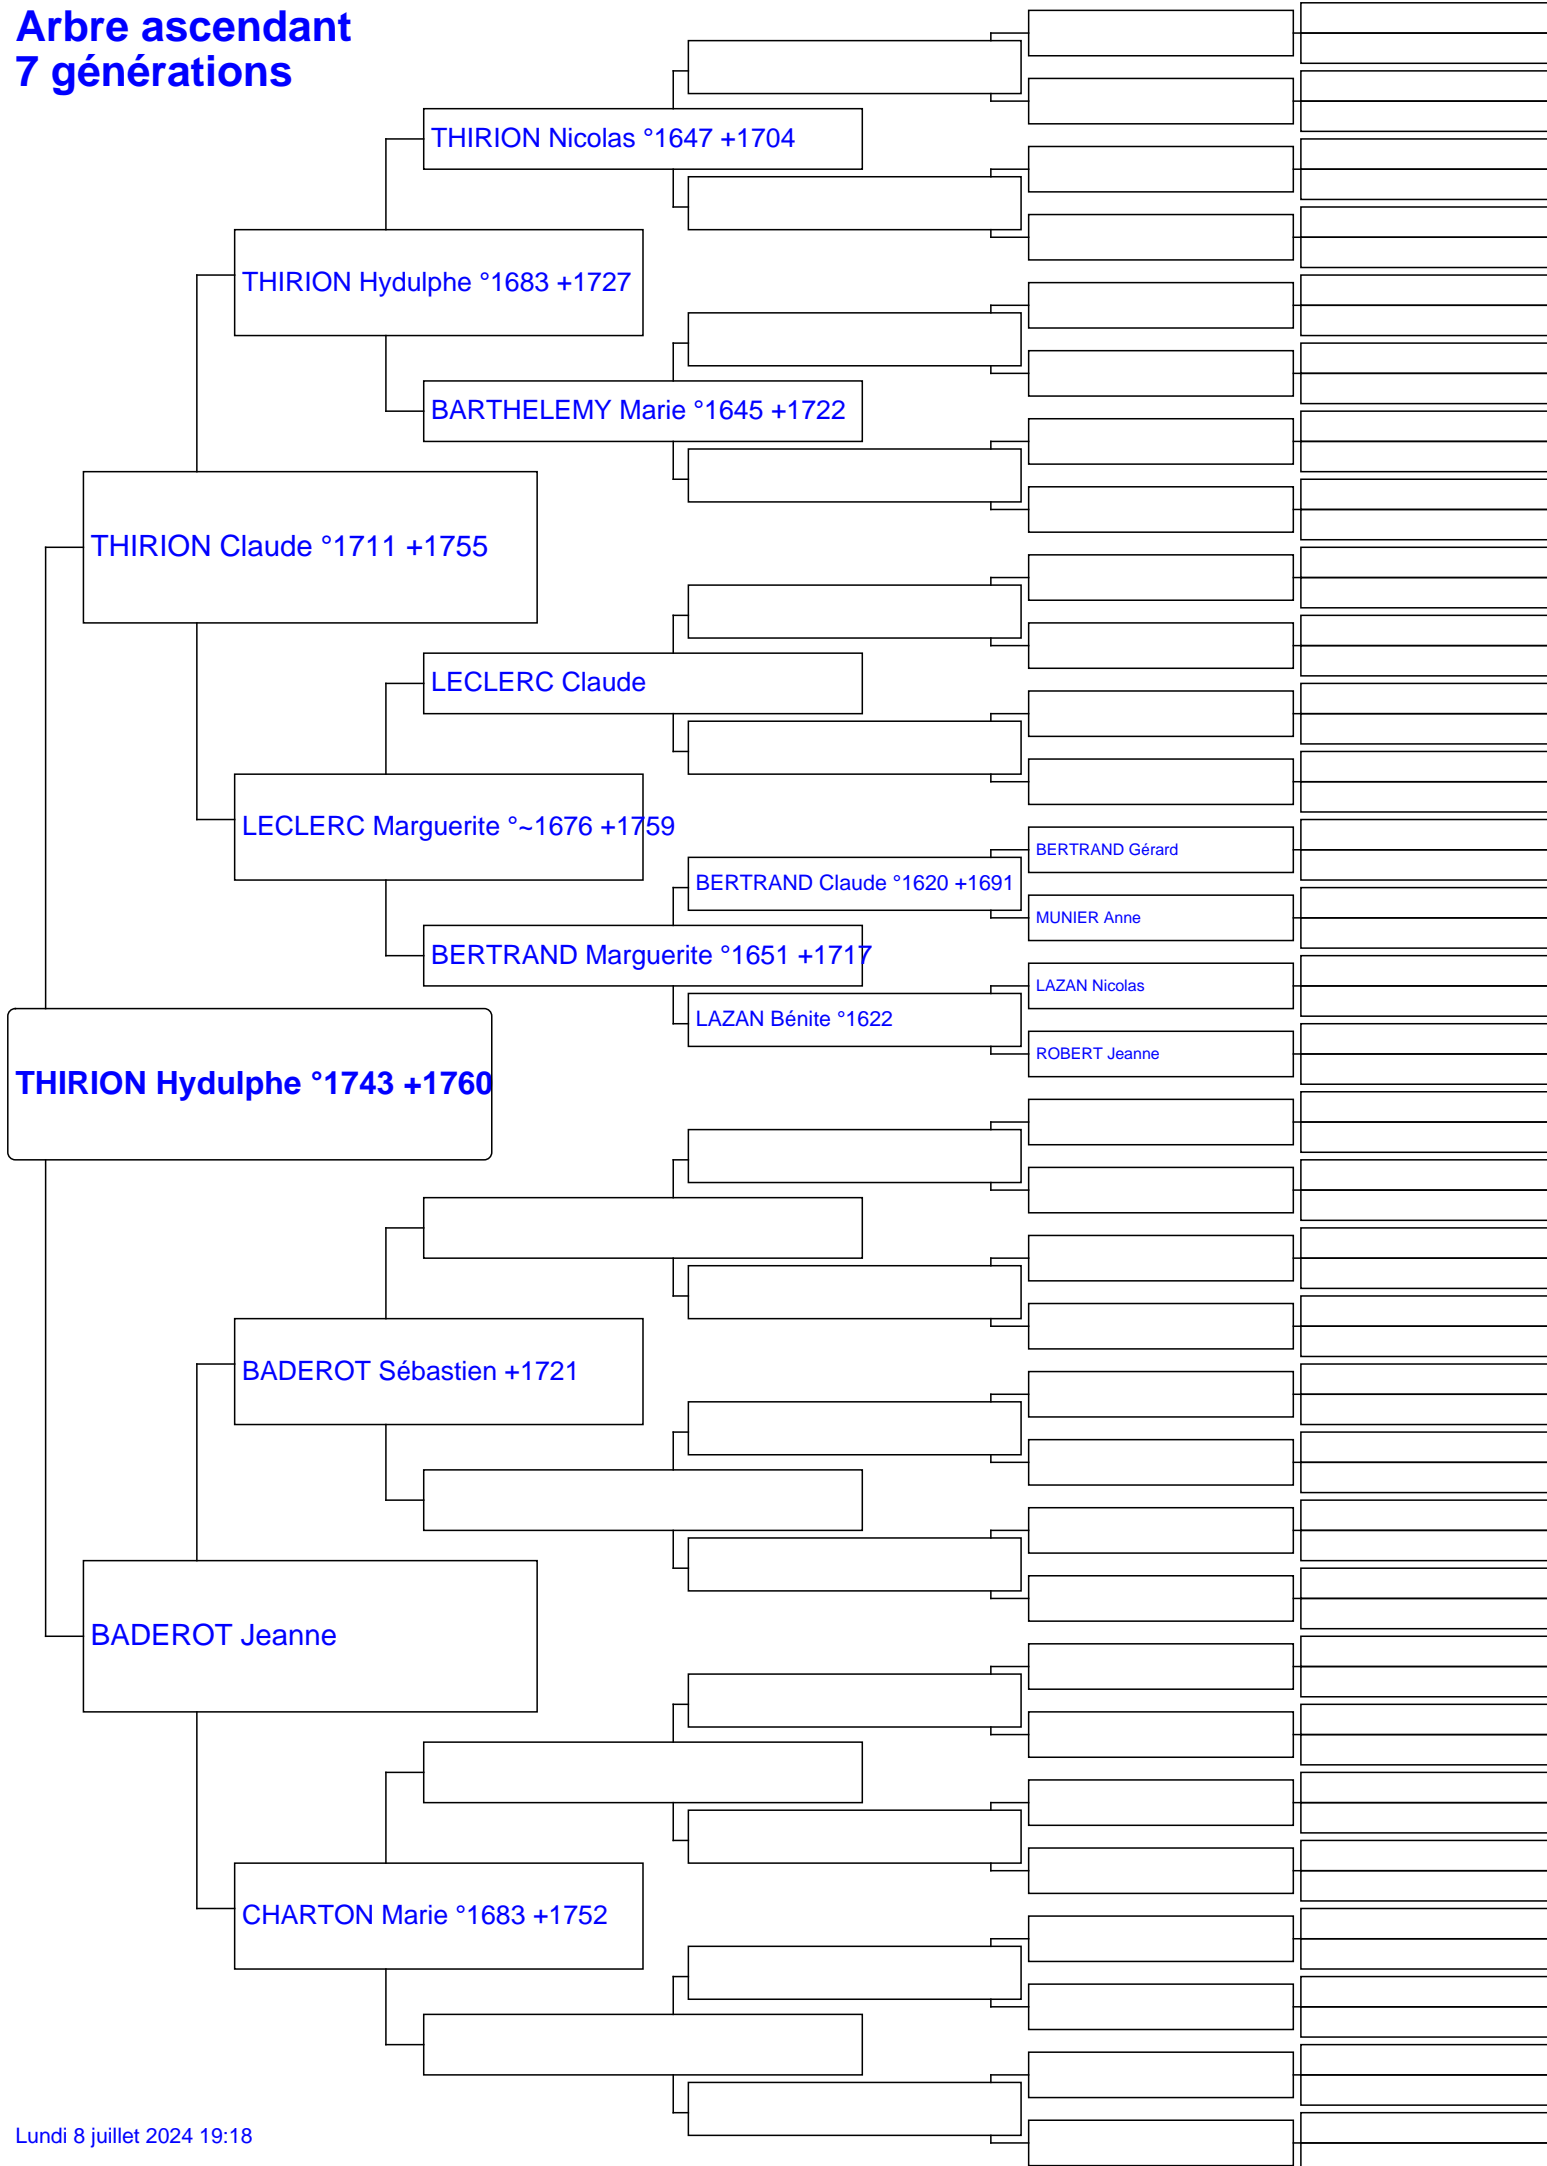 Arbre ascendant
7 générations
THIRION Nicolas °1647 +1704
THIRION Hydulphe °1683 +1727
BARTHELEMY Marie °1645 +1722
THIRION Claude °1711 +1755
LECLERC Claude
LECLERC Marguerite °~1676 +1759
BERTRAND Gérard
BERTRAND Claude °1620 +1691
MUNIER Anne
BERTRAND Marguerite °1651 +1717
LAZAN Nicolas
LAZAN Bénite °1622
ROBERT Jeanne
THIRION Hydulphe °1743 +1760
BADEROT Sébastien +1721
BADEROT Jeanne
CHARTON Marie °1683 +1752
Lundi 8 juillet 2024 19:18